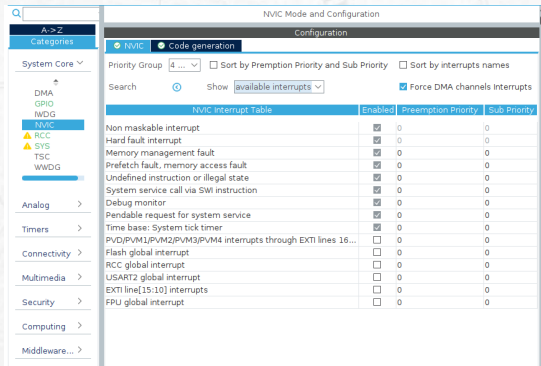 NVIC Mode and Configuration
A->Z
Categories
System Core
DMA
GPIO
IWDG
NVIC
RCC
SYS
TSC
WWDG
Analog
Timers
Connectivity
Multimedia
Security
Computing
Middleware...
Configuration
NVIC Code generation
Priority Group 4 ... Sort by Premption Priority and Sub Priority Sort by interrupts names
Search Show available interrupts Force DMA channels Interrupts
NVIC Interrupt Table Enabled Preemption Priority Sub Priority
Non maskable interrupt 0 0
Hard fault interrupt 0 0
Memory management fault 0 0
Prefetch fault, memory access fault 0 0
Undefined instruction or illegal state 0 0
System service call via SWI instruction 0 0
Debug monitor 0 0
Pendable request for system service 0 0
Time base: System tick timer 0 0
PVD/PVM1/PVM2/PVM3/PVM4 interrupts through EXTI lines 16... 0 0
Flash global interrupt 0 0
RCC global interrupt 0 0
USART2 global interrupt 0 0
EXTI line[15:10] interrupts 0 0
FPU global interrupt 0 0